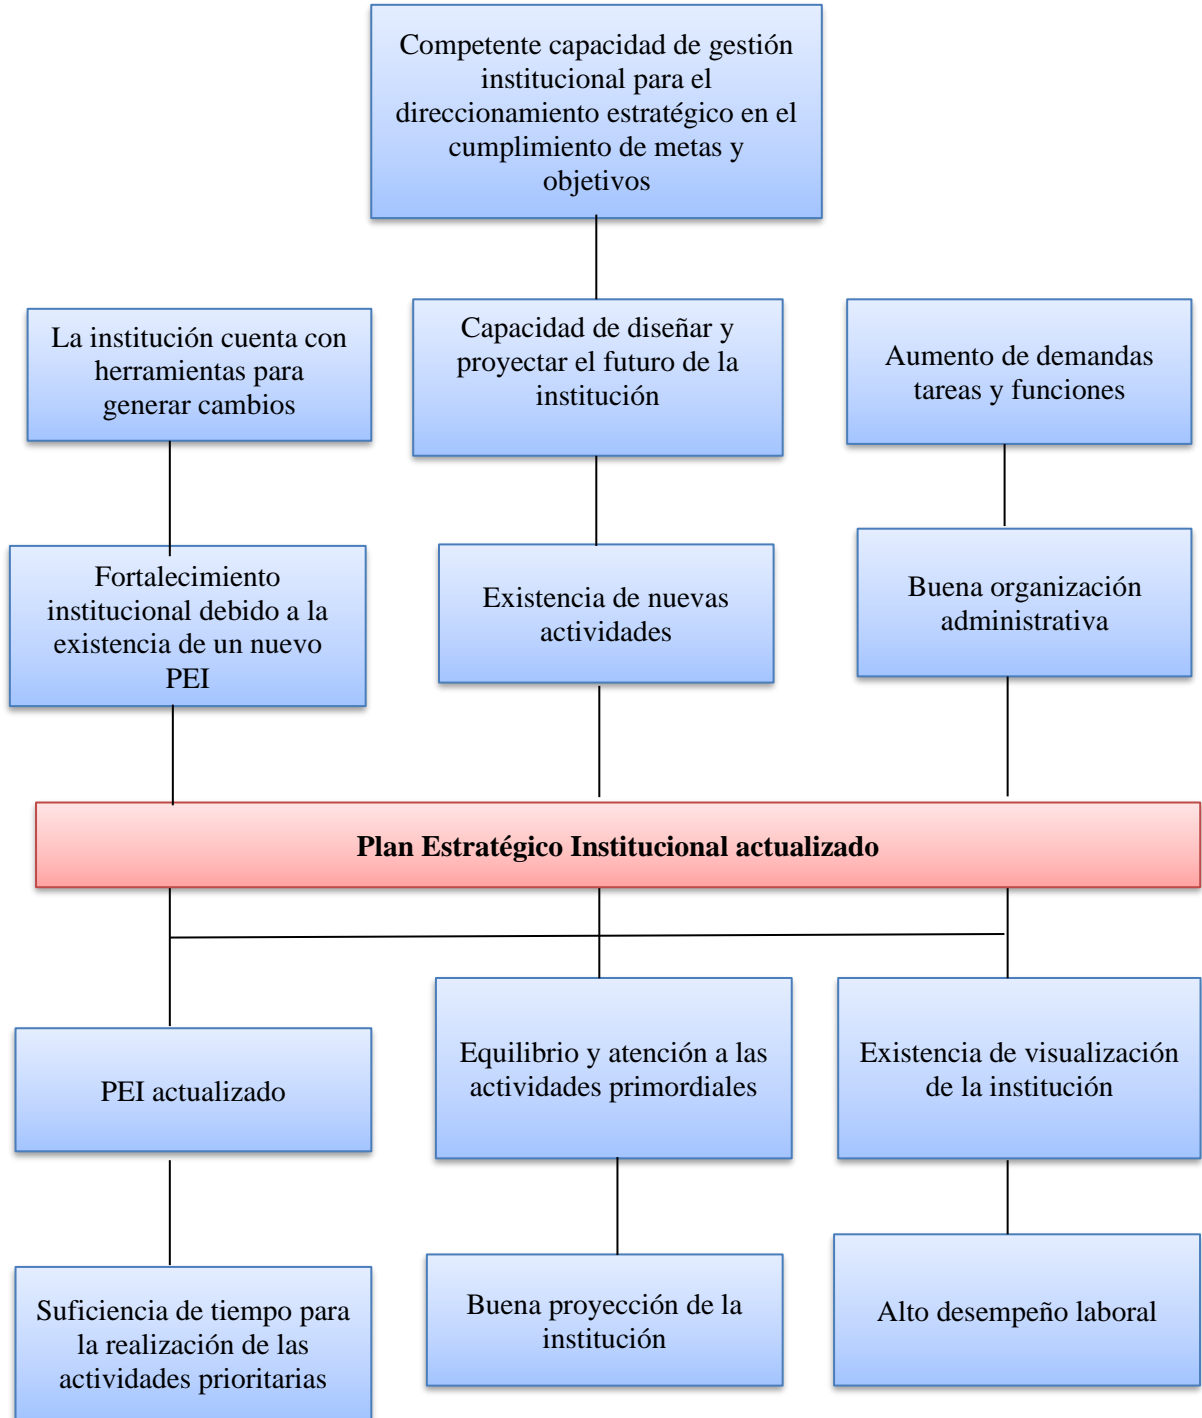 Competente capacidad de gestión
institucional para el
direccionamiento estratégico en el
cumplimiento de metas y
objetivos
La institución cuenta con
herramientas para
generar cambios
Capacidad de diseñar y
proyectar el futuro de la
institución
Aumento de demandas
tareas y funciones
Fortalecimiento
institucional debido a la
existencia de un nuevo
PEI
Existencia de nuevas
actividades
Buena organización
administrativa
Plan Estratégico Institucional actualizado
PEI actualizado
Equilibrio y atención a las
actividades primordiales
Existencia de visualización
de la institución
Suficiencia de tiempo para
la realización de las
actividades prioritarias
Buena proyección de la
institución
Alto desempeño laboral